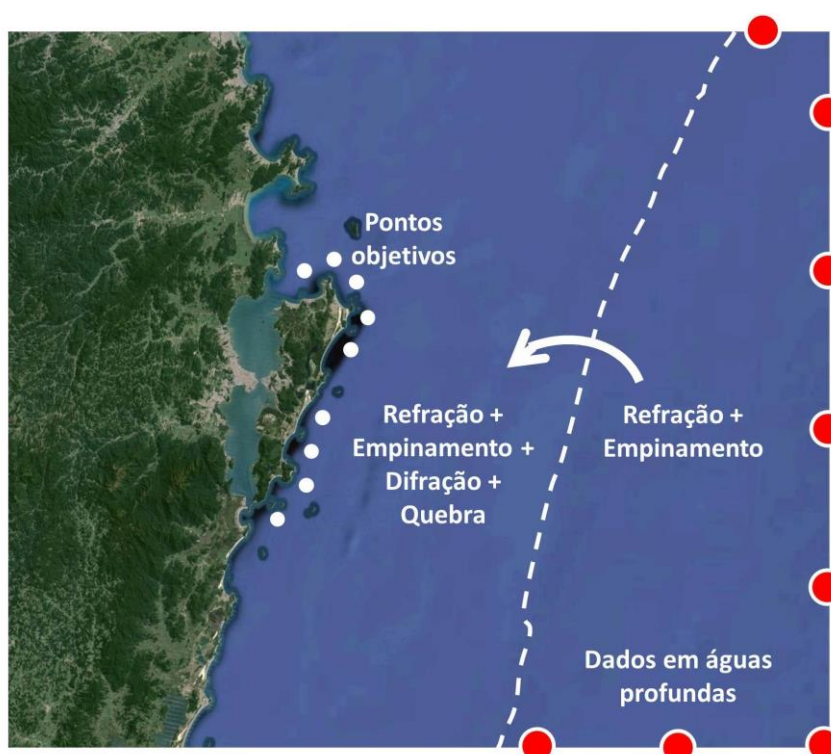 Pontos
objetivos
Refração +
Empinamento +
Difração +
Quebra
Refração +
Empinamento
Dados em águas
profundas